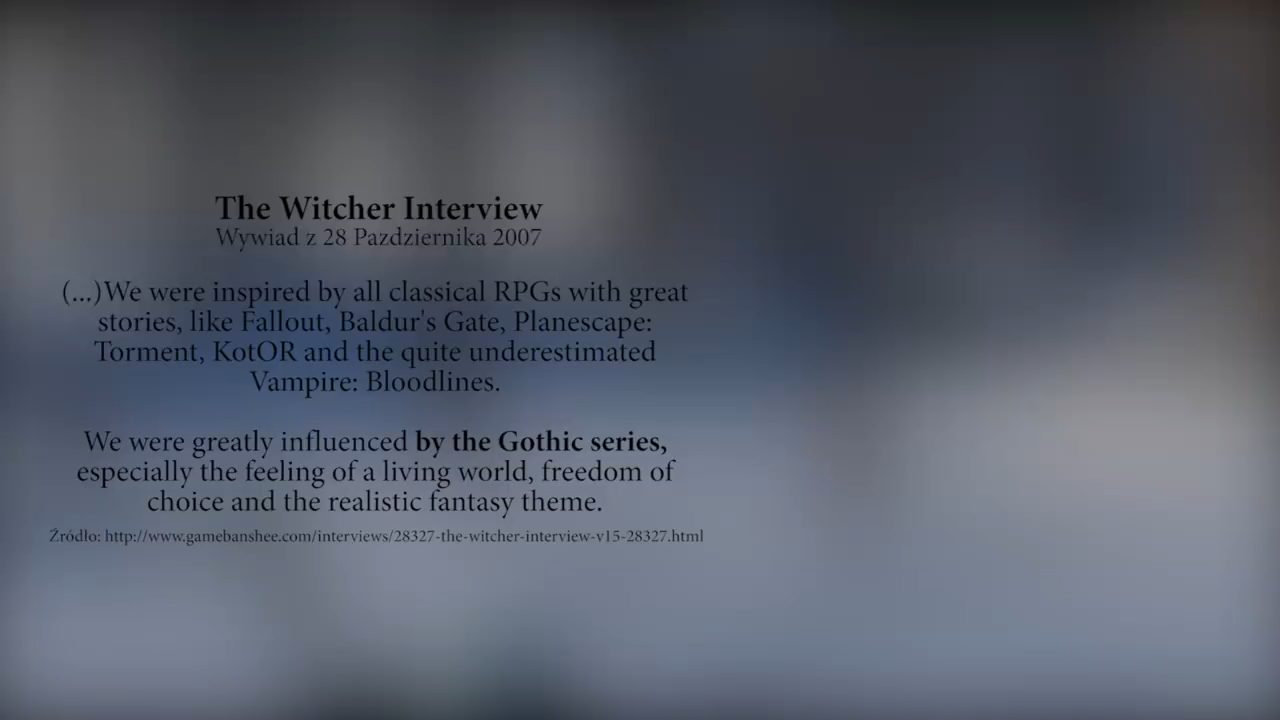 The Witcher Interview
Wywiad z 28 Pazdziernika 2007
(...)We were inspired by all classical RPGs with great
stories, like Fallout, Baldur's Gate, Planescape:
Torment, KotOR and the quite underestimated
Vampire: Bloodlines.
We were greatly influenced by the Gothic series,
especially the feeling of a living world, freedom of
choice and the realistic fantasy theme.
Źródło: http://www.gamebanshee.com/interviews/28327-the-witcher-interview-v15-28327.html